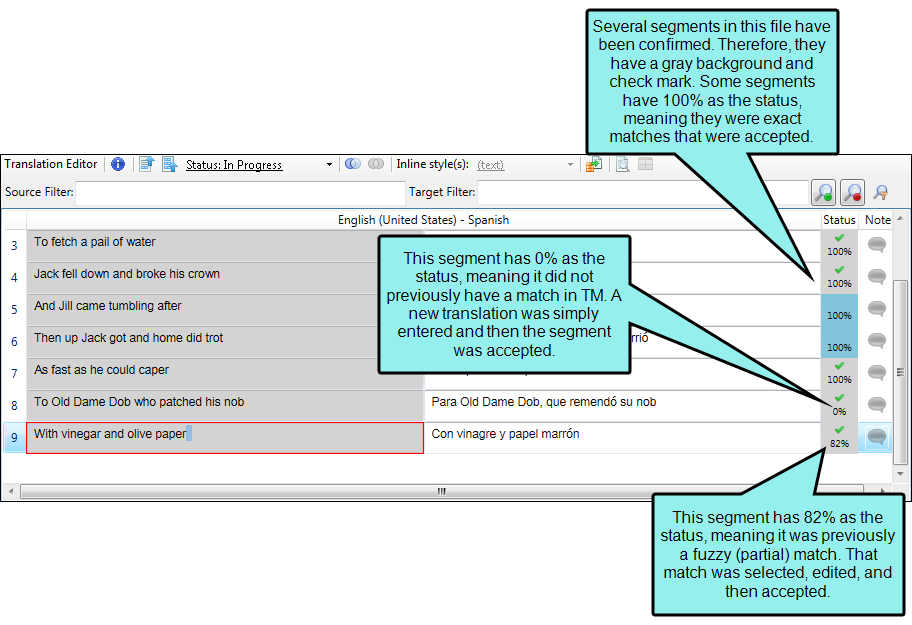 Several segments in this file have
been confirmed. Therefore, they
have a gray background and
check mark. Some segments
have 100% as the status,
meaning they were exact
matches that were accepted.
Translation Editor Status: In Progress Inline style(s): (text)
Source Filter: Target Filter:
English (United States) - Spanish Status Note
3 To fetch a pail of water 100%
4 Jack fell down and broke his crown 100%
5 And Jill came tumbling after 100%
6 Then up Jack got and home did trot 100%
7 As fast as he could caper 100%
8 To Old Dame Dob who patched his nob Para Old Dame Dob, que remendó su nob 0%
9 With vinegar and olive paper Con vinagre y papel marrón 82%
This segment has 0% as the
status, meaning it did not
previously have a match in TM. A
new translation was simply
entered and then the segment
was accepted.
This segment has 82% as the
status, meaning it was previously
a fuzzy (partial) match. That
match was selected, edited, and
then accepted.